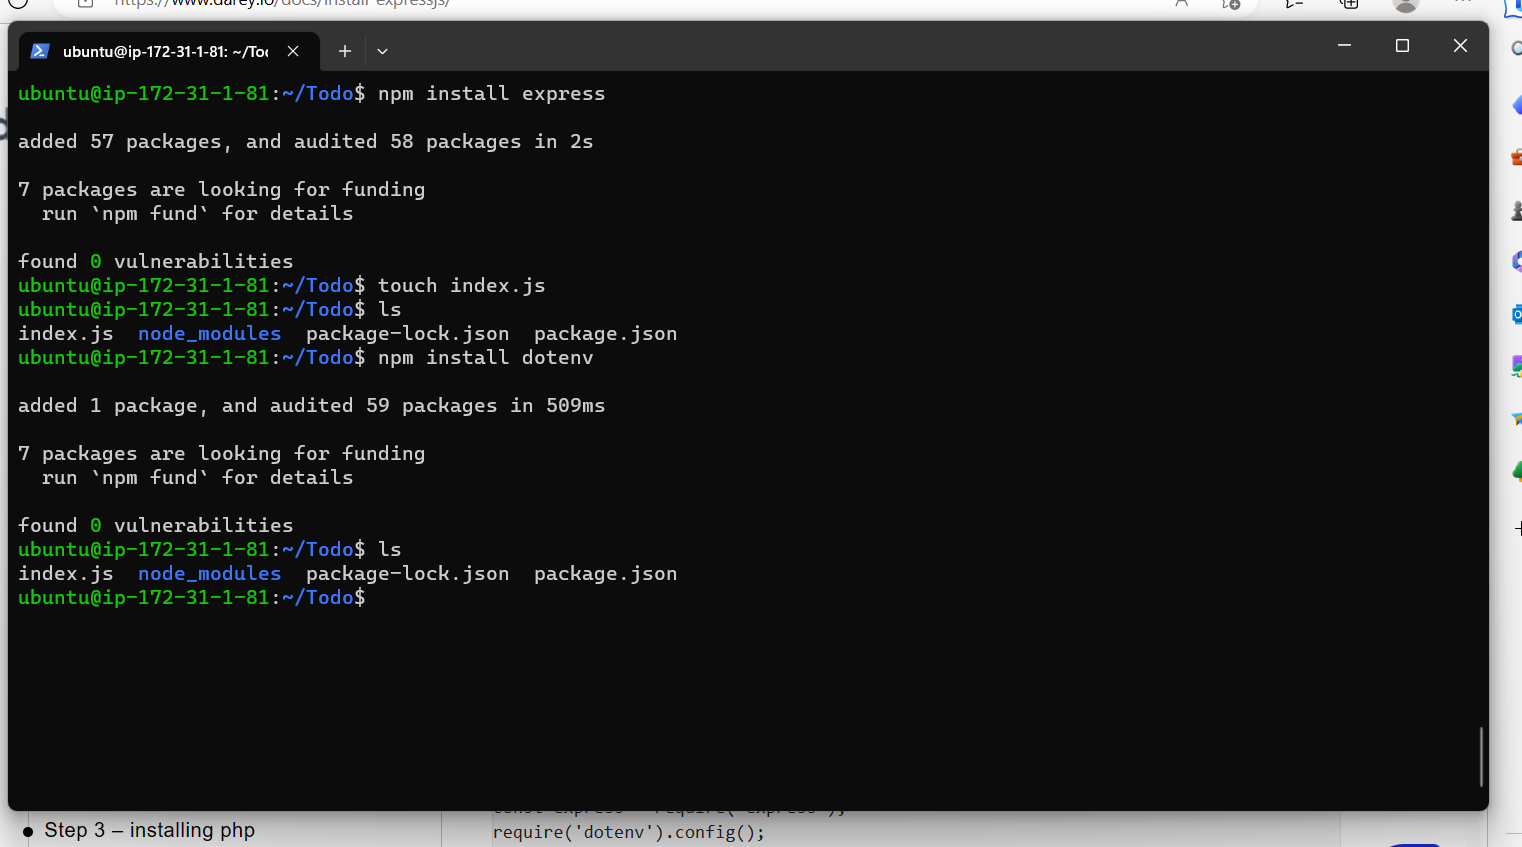 https://www.darey.io/docs/install-expressjs/
ubuntu@ip-172-31-1-81: ~/Too
ubuntu@ip-172-31-1-81:~/Todo$ npm install express
added 57 packages, and audited 58 packages in 2s
7 packages are looking for funding
run `npm fund` for details
found 0 vulnerabilities
ubuntu@ip-172-31-1-81:~/Todo$ touch index.js
ubuntu@ip-172-31-1-81:~/Todo$ ls
index.js node_modules package-lock.json package.json
ubuntu@ip-172-31-1-81:~/Todo$ npm install dotenv
added 1 package, and audited 59 packages in 509ms
7 packages are looking for funding
run `npm fund` for details
found 0 vulnerabilities
ubuntu@ip-172-31-1-81:~/Todo$ ls
index.js node_modules package-lock.json package.json
ubuntu@ip-172-31-1-81:~/Todo$
Step 3 – installing php
require('dotenv').config();